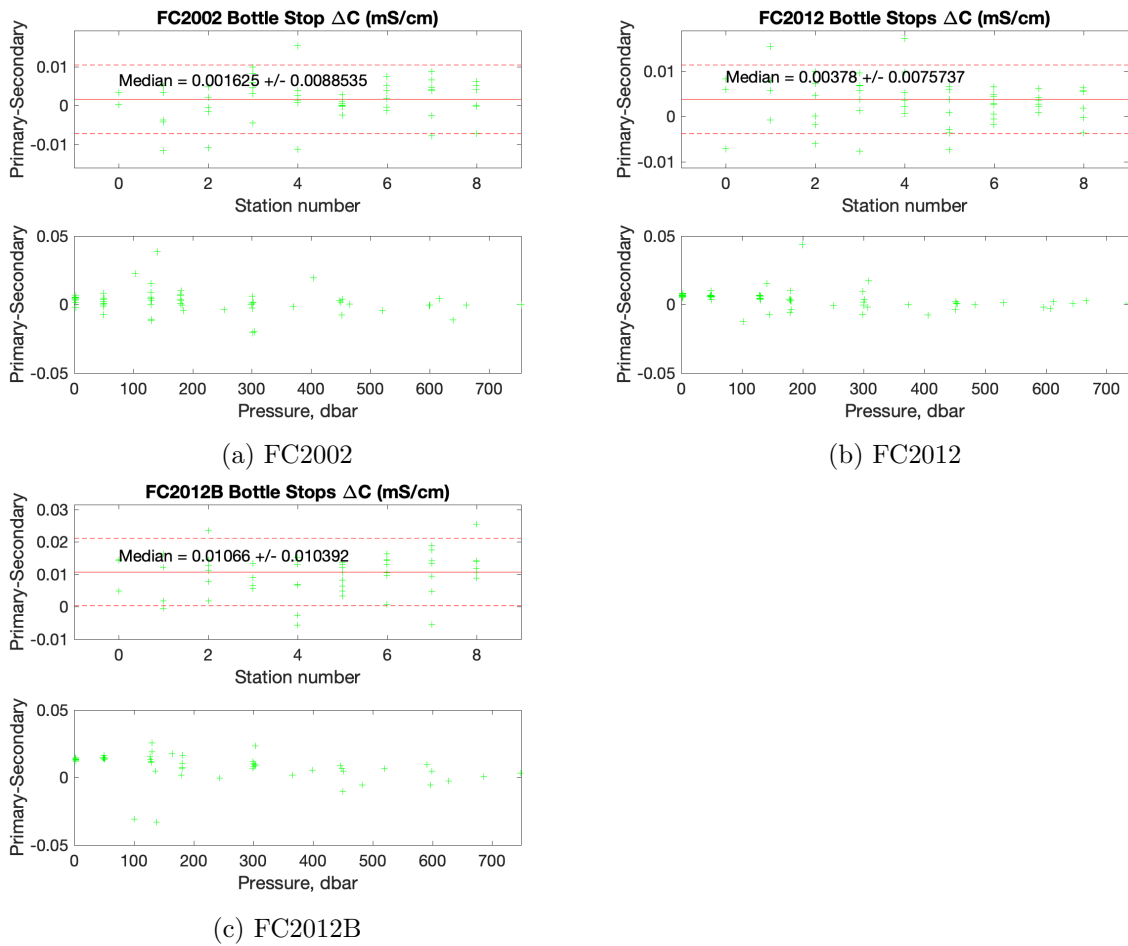 FC2002 Bottle Stop ΔC (mS/cm)
Primary-Secondary
0.01
0
-0.01
Median = 0.001625 +/- 0.0088535
0 2 4 6 8
Station number
Primary-Secondary
0.05
0
-0.05
0 100 200 300 400 500 600 700
Pressure, dbar
(a) FC2002
FC2012 Bottle Stops ΔC (mS/cm)
Primary-Secondary
0.01
0
-0.01
Median = 0.00378 +/- 0.0075737
0 2 4 6 8
Station number
Primary-Secondary
0.05
0
-0.05
0 100 200 300 400 500 600 700
Pressure, dbar
(b) FC2012
FC2012B Bottle Stops ΔC (mS/cm)
Primary-Secondary
0.03
0.02
0.01
0
-0.01
Median = 0.01066 +/- 0.010392
0 2 4 6 8
Station number
Primary-Secondary
0.05
0
-0.05
0 100 200 300 400 500 600 700
Pressure, dbar
(c) FC2012B